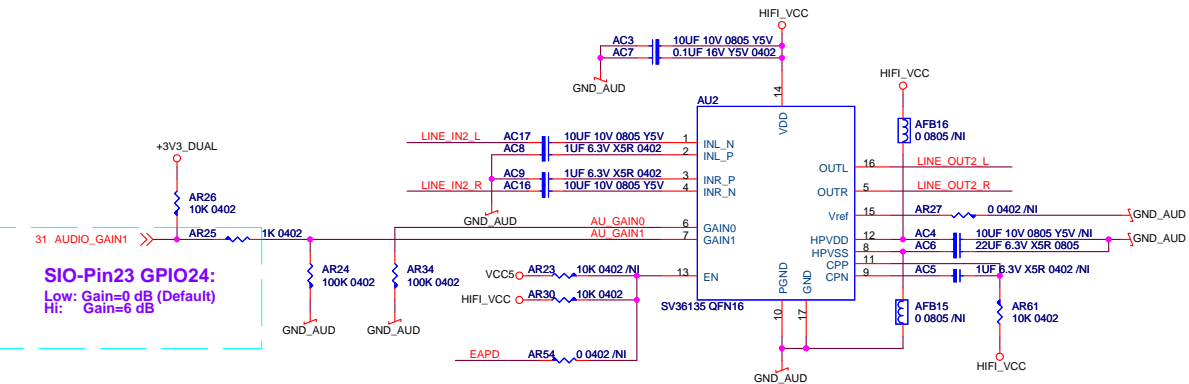 HIFI_VCC
AC3 10UF 10V 0805 Y5V
AC7 0.1UF 16V Y5V 0402
GND_AUD
HIFI_VCC
14
AU2
VDD
AFB16
0 0805 /NI
LINE_IN2_L AC17 10UF 10V 0805 Y5V 1 INL_N
AC8 1UF 6.3V X5R 0402 2 INL_P
+3V3_DUAL
OUTL 16 LINE_OUT2_L
AC9 1UF 6.3V X5R 0402 3 INR_P
LINE_IN2_R AC16 10UF 10V 0805 Y5V 4 INR_N
OUTR 5 LINE_OUT2_R
AR26
10K 0402
GND_AUD
Vref 15 AR27 0 0402 /NI GND_AUD
AU_GAIN0 6 GAIN0
31 AUDIO_GAIN1 AR25 1K 0402 AU_GAIN1 7 GAIN1
HPVDD 12 AC4 10UF 10V 0805 Y5V /NI GND_AUD
HPVSS 8 AC6 22UF 6.3V X5R 0805
CPP 11
CPN 9 AC5 1UF 6.3V X5R 0402 /NI
SIO-Pin23 GPIO24:
Low: Gain=0 dB (Default)
Hi: Gain=6 dB
AR24
100K 0402
AR34
100K 0402
VCC5 AR23 10K 0402 /NI 13 EN
HIFI_VCC AR30 10K 0402
PGND
GND
SV36135 QFN16
10
17
AFB15
0 0805 /NI
AR61
10K 0402
GND_AUD
GND_AUD
EAPD AR54 0 0402 /NI
HIFI_VCC
GND_AUD